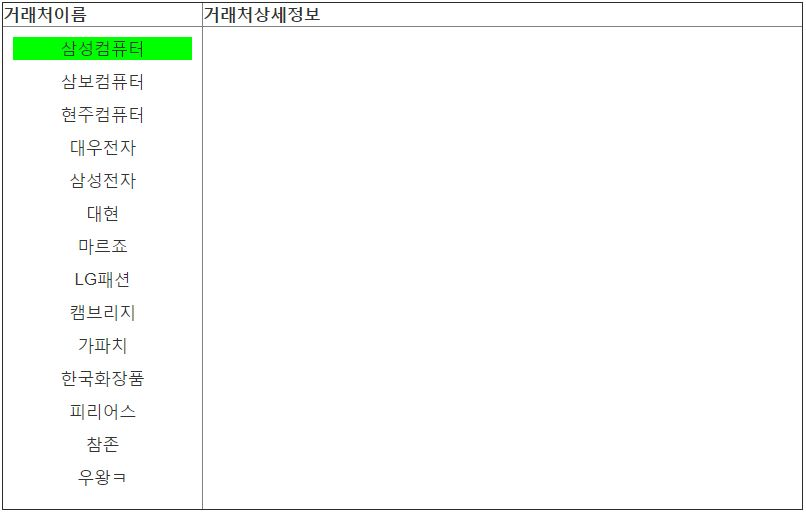 거래처이름 거래처상세정보
삼성컴퓨터
삼보컴퓨터
현주컴퓨터
대우전자
삼성전자
대현
마르죠
LG패션
캠브리지
가파치
한국화장품
피리어스
참존
우왕ㅋ